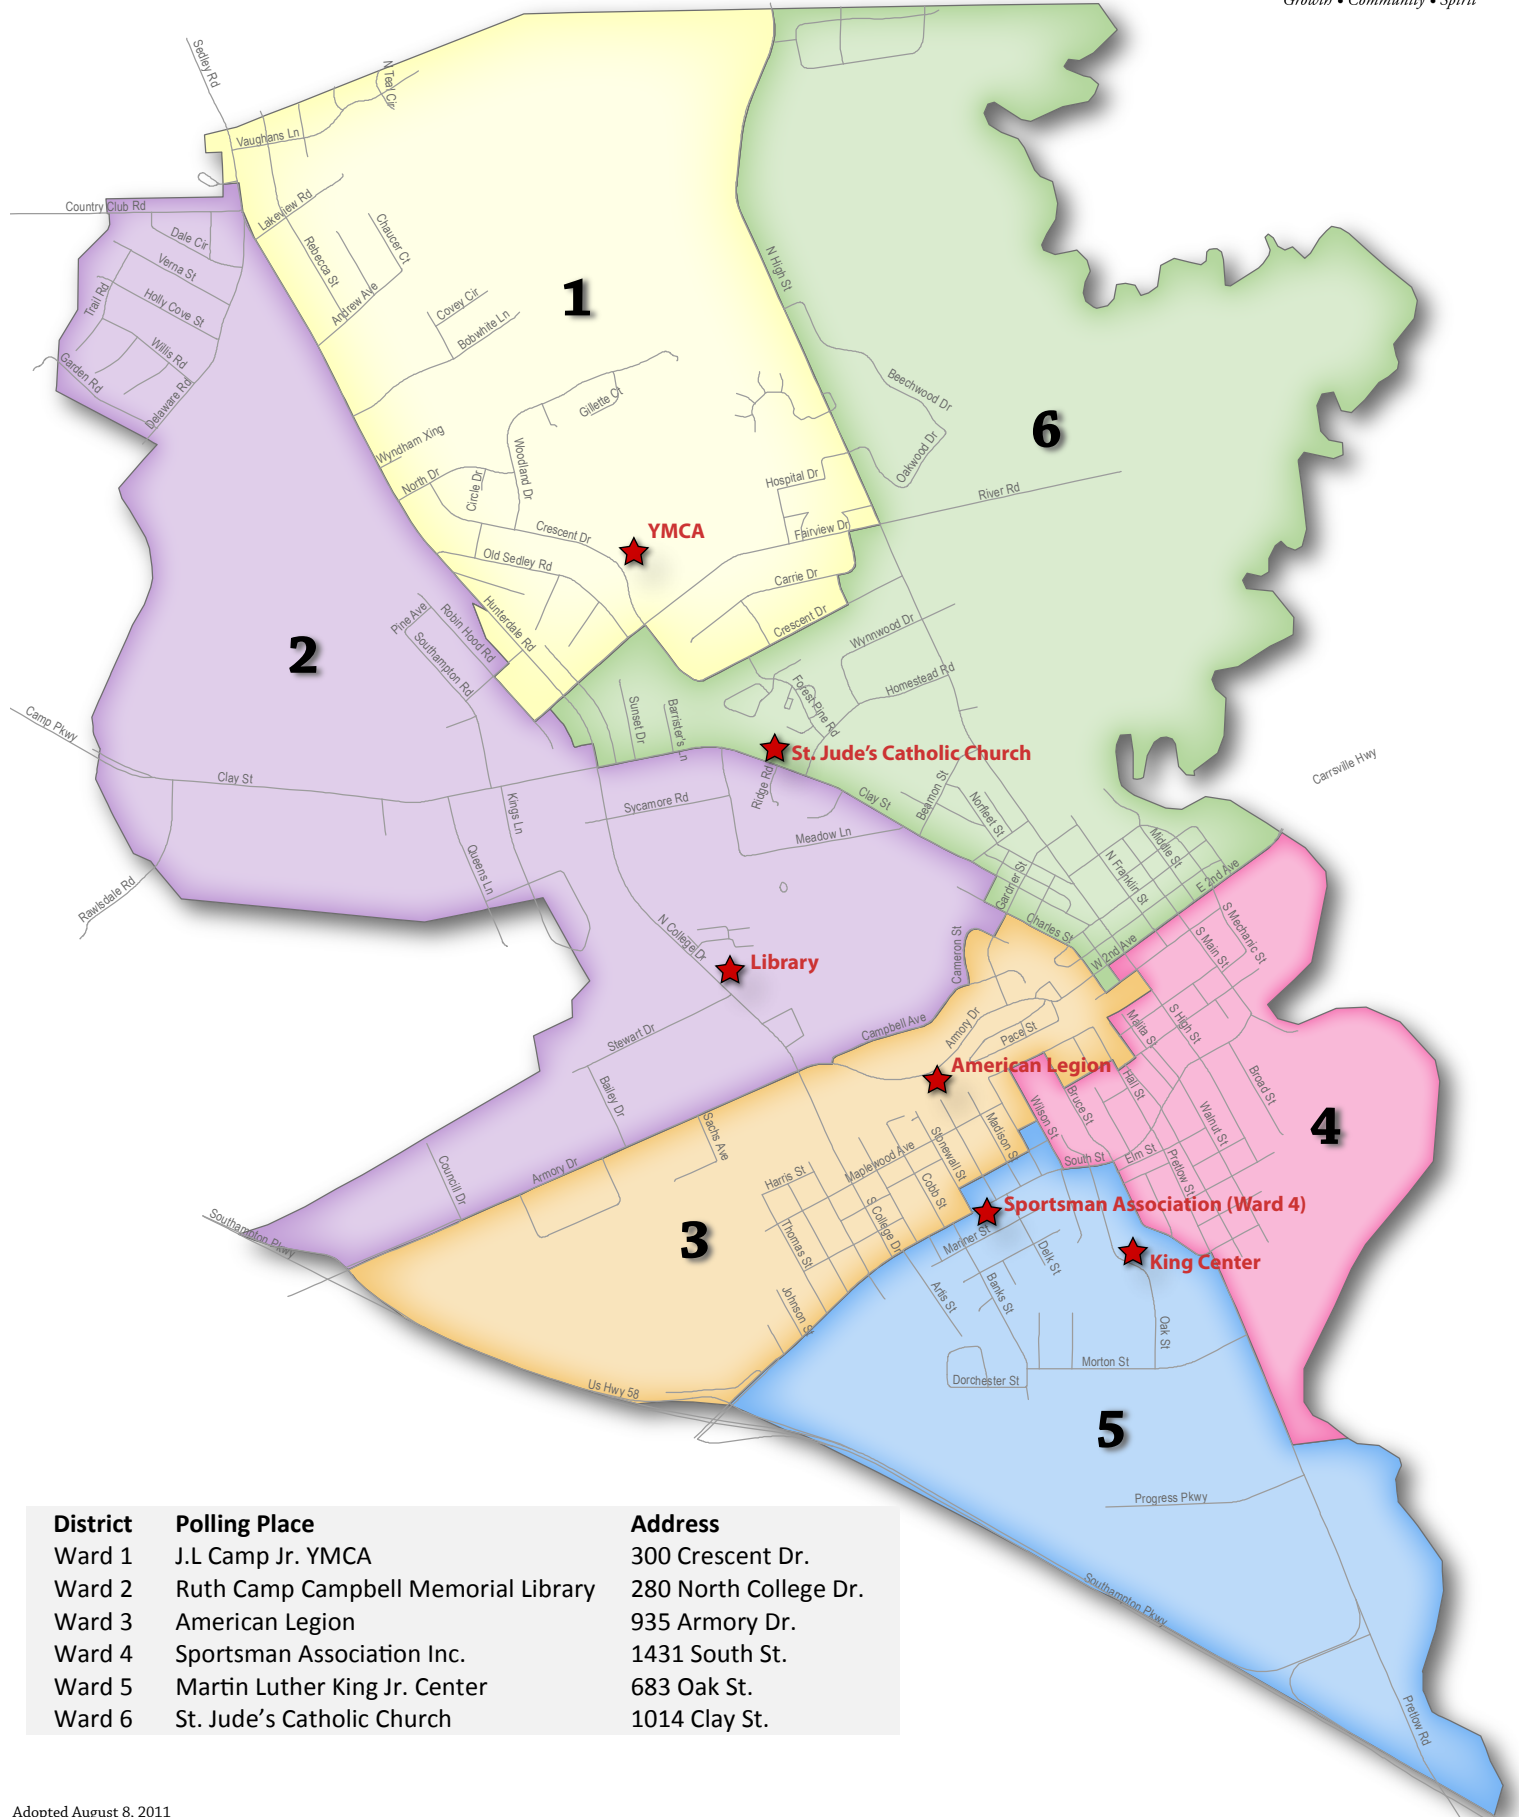 Growth • Community • Spirit
Sedley Rd
N Teal Cir
Vaughans Ln
Country Club Rd
Lakeview Rd
Dale Cir
Chaucer Ct
Rebecca St
Verna St
N High St
Trail Rd
Holly Cove St
Andrew Ave
Covey Cir
1
Bobwhite Ln
Willis Rd
Garden Rd
Delaware Rd
Gillette Ct
Beechwood Dr
6
Wyndham Xing
Oakwood Dr
Woodland Dr
North Dr
Circle Dr
Hospital Dr
River Rd
Crescent Dr
YMCA
Fairview Dr
Old Sedley Rd
Carrie Dr
Pine Ave
Robin Hood Rd
Hunterdale Rd
Crescent Dr
Wynnwood Dr
2
Southampton Rd
Homestead Rd
Forest Pine Rd
Sunset Dr
Barrister's Ln
Camp Pkwy
St. Jude's Catholic Church
Carrsville Hwy
Clay St
Ridge Rd
Clay St
Beamon St
Norfleet St
Kings Ln
Sycamore Rd
Meadow Ln
Middle St
Queens Ln
N Franklin St
E 2nd Ave
Gardner St
Rawlsdale Rd
N College Dr
Charles St
W 2nd Ave
S Mechanic St
S Main St
Cameron St
Library
Stewart Dr
Campbell Ave
Armory Dr
Pace St
Malita St
S High St
American Legion
Bailey Dr
Wilson St
Bruce St
Hall St
Broad St
Sachs Ave
Madison St
Walnut St
4
Stonewall St
Maplewood Ave
South St
Elm St
Councill Dr
Armory Dr
Harris St
Cobb St
Pretlow St
Southampton Pkwy
3
S College Dr
Sportsman Association (Ward 4)
Thomas St
Mariner St
Delk St
King Center
Johnson St
Artis St
Banks St
Oak St
Morton St
Dorchester St
Us Hwy 58
5
Progress Pkwy
Southampton Pkwy
Pretlow Rd
District Polling Place Address
Ward 1 J.L Camp Jr. YMCA 300 Crescent Dr.
Ward 2 Ruth Camp Campbell Memorial Library 280 North College Dr.
Ward 3 American Legion 935 Armory Dr.
Ward 4 Sportsman Association Inc. 1431 South St.
Ward 5 Martin Luther King Jr. Center 683 Oak St.
Ward 6 St. Jude's Catholic Church 1014 Clay St.
Adopted August 8, 2011